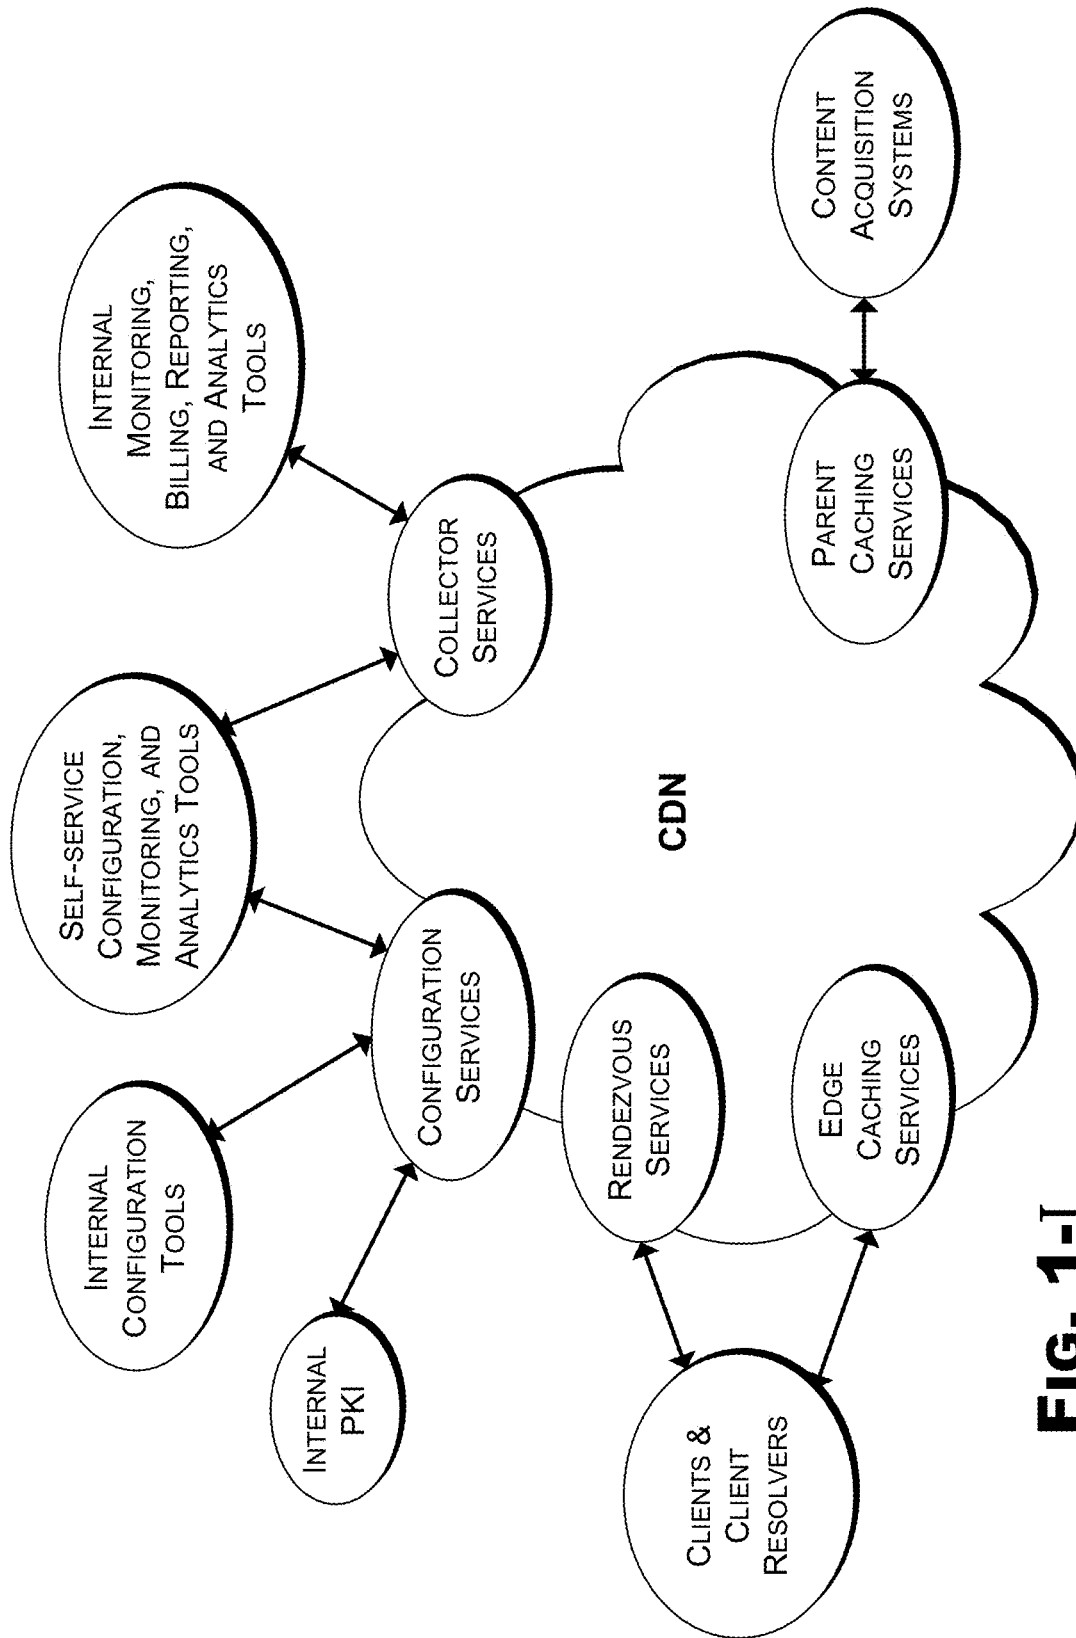 INTERNAL
CONFIGURATION
TOOLS
SELF-SERVICE
CONFIGURATION,
MONITORING, AND
ANALYTICS TOOLS
INTERNAL
MONITORING,
BILLING, REPORTING,
AND ANALYTICS
TOOLS
INTERNAL
PKI
CONFIGURATION
SERVICES
COLLECTOR
SERVICES
RENDEZVOUS
SERVICES
CDN
CLIENTS &
CLIENT
RESOLVERS
EDGE
CACHING
SERVICES
PARENT
CACHING
SERVICES
CONTENT
ACQUISITION
SYSTEMS
FIG. 1-I